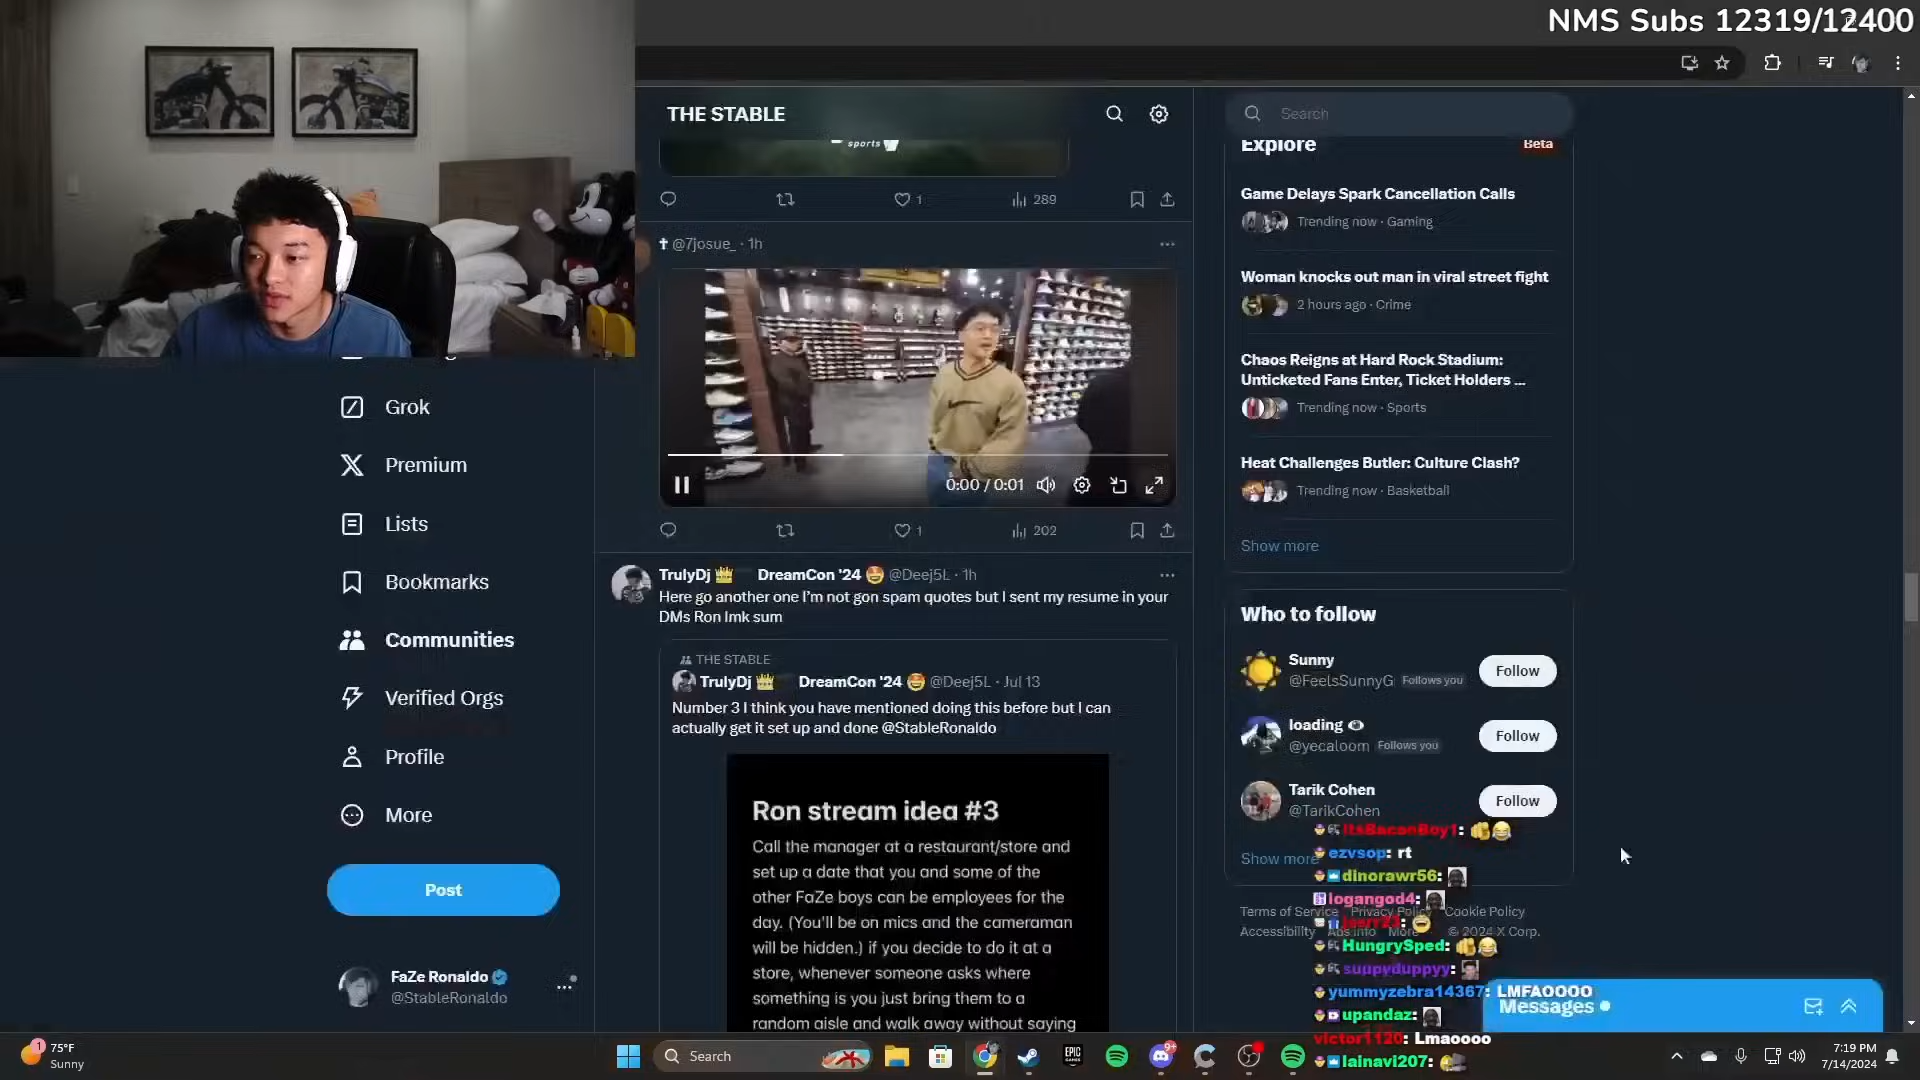 NMS Subs 12319/12400
THE STABLE
Search
sports
Explore
Beta
1
289
Game Delays Spark Cancellation Calls
Trending now · Gaming
@7josue_ · 1h
Woman knocks out man in viral street fight
2 hours ago · Crime
Chaos Reigns at Hard Rock Stadium:
Unticketed Fans Enter, Ticket Holders ...
Trending now · Sports
Heat Challenges Butler: Culture Clash?
Trending now · Basketball
0:00 / 0:01
1
202
Show more
Grok
Premium
Lists
Bookmarks
Communities
Verified Orgs
Profile
More
Post
FaZe Ronaldo
@StableRonaldo
TrulyDj 👑 DreamCon '24 🤩 @Deej5L · 1h
Here go another one I'm not gon spam quotes but I sent my resume in your
DMs Ron lmk sum
THE STABLE
TrulyDj 👑 DreamCon '24 🤩 @Deej5L · Jul 13
Number 3 I think you have mentioned doing this before but I can
actually get it set up and done @StableRonaldo
Ron stream idea #3
Call the manager at a restaurant/store and
set up a date that you and some of the
other FaZe boys can be employees for the
day. (You'll be on mics and the cameraman
will be hidden.) if you decide to do it at a
store, whenever someone asks where
something is you just bring them to a
random aisle and walk away without saying
Who to follow
Sunny
@FeelsSunnyG Follows you
Follow
loading
@yecaloom Follows you
Follow
Tarik Cohen
@TarikCohen
Follow
Show more
Terms of Service Privacy Policy Cookie Policy
Accessibility Ads info More © 2024 X Corp.
ItsBacanBoy1: 🫵😂
ezvsop: rt
dinorawr56:
logangod4:
HungrySped: 🫵😂
suppyduppyy:
yummyzebra14367: LMFAOOOO
upandaz:
victor1120: Lmaoooo
lainavi207:
Messages
1
75°F
Sunny
Search
EPIC
GAMES
9+
7:19 PM
7/14/2024